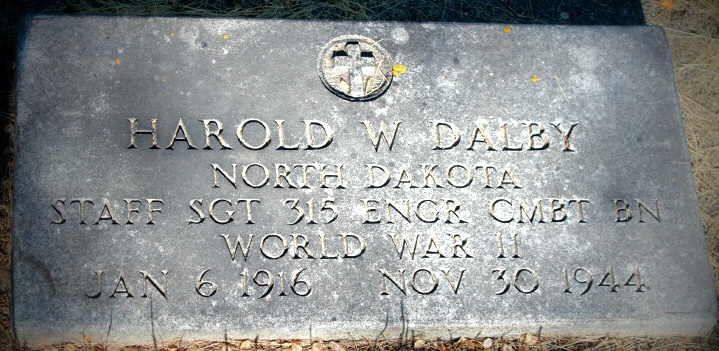 HAROLD W DALBY
NORTH DAKOTA
STAFF SGT 315 ENGR CMBT BN
WORLD WAR II
JAN 6 1916 NOV 30 1944